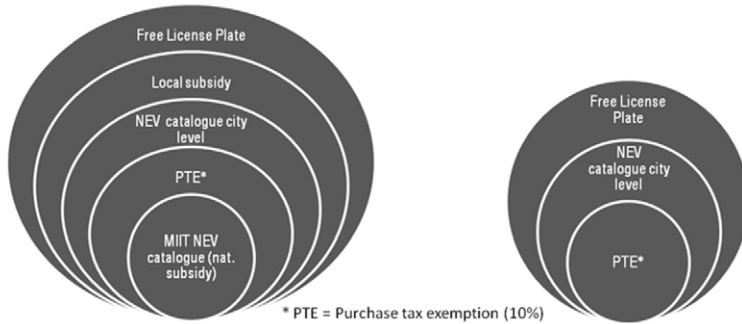 Free License Plate
Local subsidy
NEV catalogue city
level
PTE*
MIIT NEV
catalogue (nat.
subsidy)
Free License
Plate
NEV
catalogue city
level
PTE*
* PTE = Purchase tax exemption (10%)